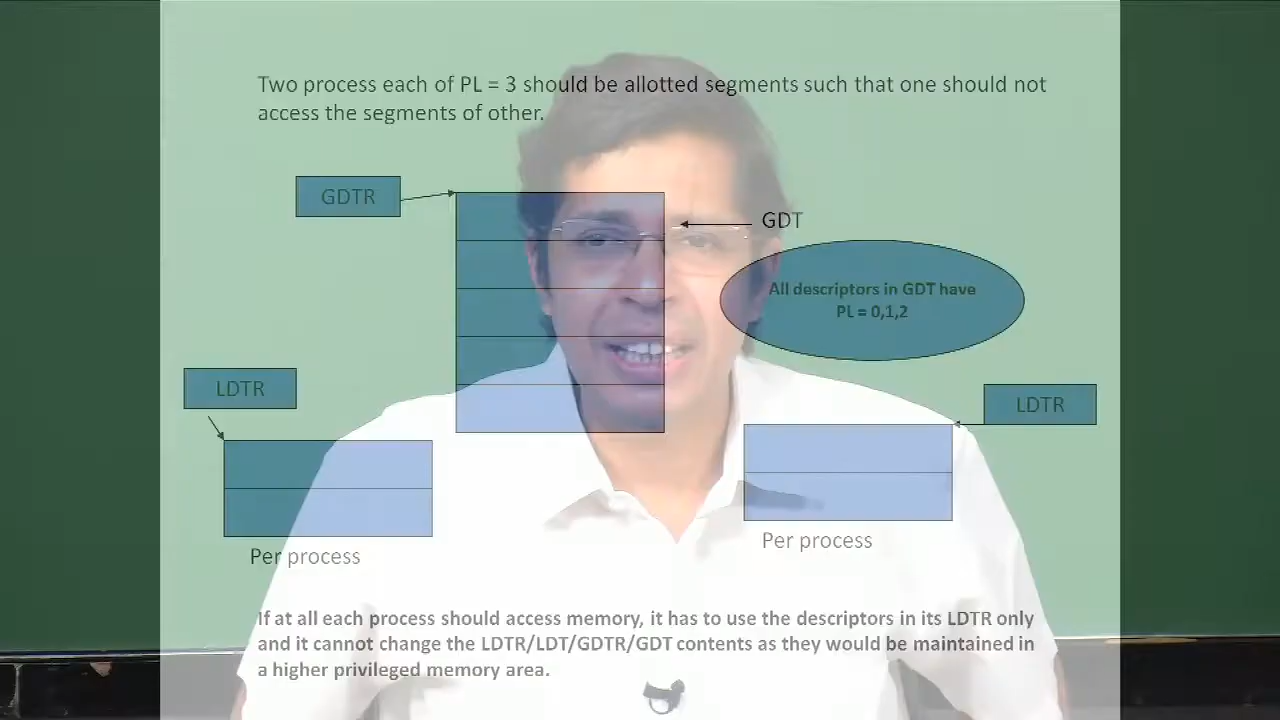 Two process each of PL = 3 should be allotted segments such that one should not
access the segments of other.
GDTR
GDT
All descriptors in GDT have
PL = 0,1,2
LDTR
LDTR
Per process
Per process
If at all each process should access memory, it has to use the descriptors in its LDTR only
and it cannot change the LDTR/LDT/GDTR/GDT contents as they would be maintained in
a higher privileged memory area.